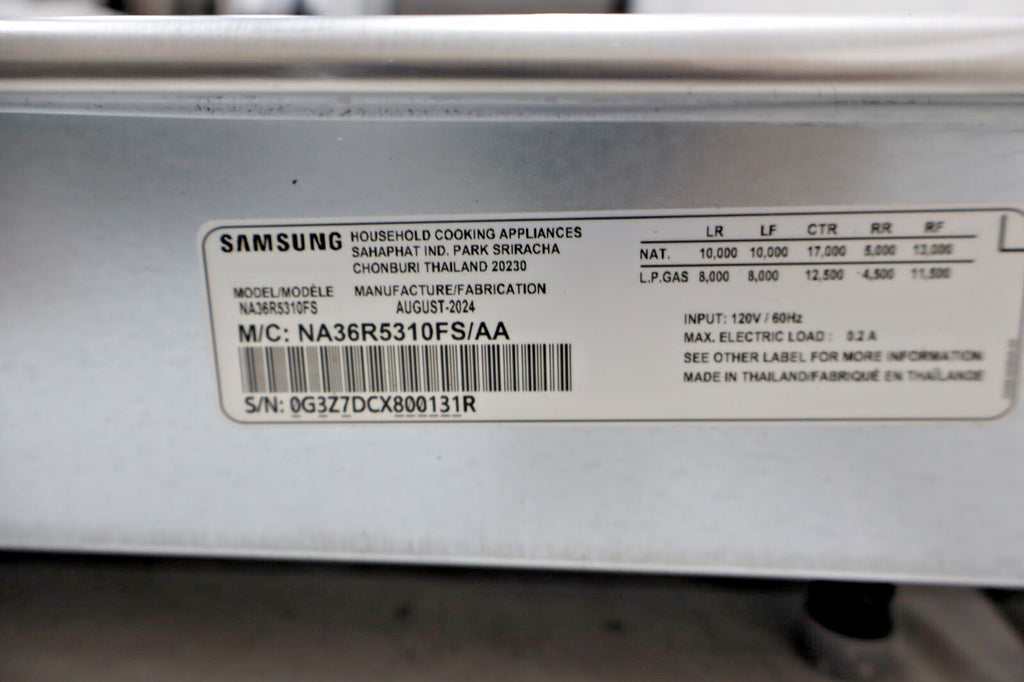 SAMSUNG
HOUSEHOLD COOKING APPLIANCES
SAHAPHAT IND. PARK SRIRACHA
CHONBURI THAILAND 20230
MODEL/MODÈLE MANUFACTURE/FABRICATION
NA36R5310FS AUGUST-2024
M/C: NA36R5310FS/AA
S/N: 0G3Z7DCX800131R
LR LF CTR RR RF
NAT. 10,000 10,000 17,000 5,000
L.P.GAS 8,000 8,000 12,500 4,500 11,500
INPUT: 120V / 60Hz
MAX. ELECTRIC LOAD : 0.2 A
SEE OTHER LABEL FOR MORE INFORMATION
MADE IN THAILAND/FABRIQUÉ EN THAÏLANDE